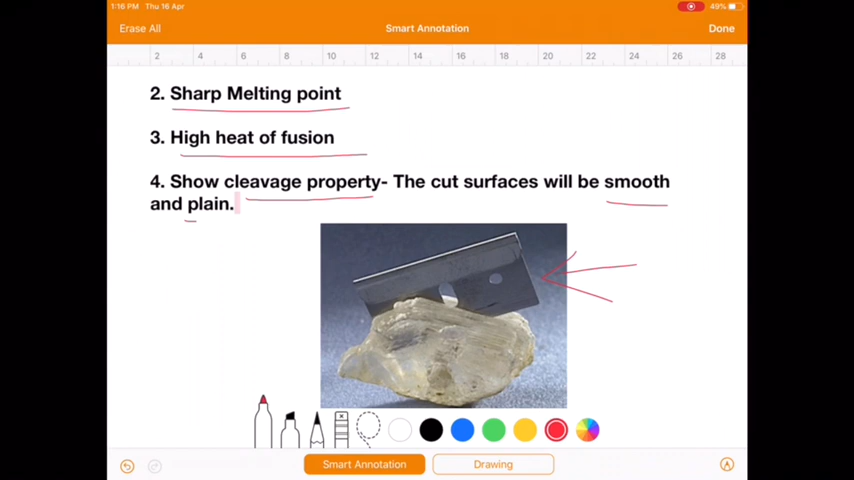 1:16 PM Thu 16 Apr
49%
Erase All
Smart Annotation
Done
2 4 6 8 10 12 14 16 18 20 22 24 26 28
2. Sharp Melting point
3. High heat of fusion
4. Show cleavage property- The cut surfaces will be smooth
and plain.
Smart Annotation
Drawing